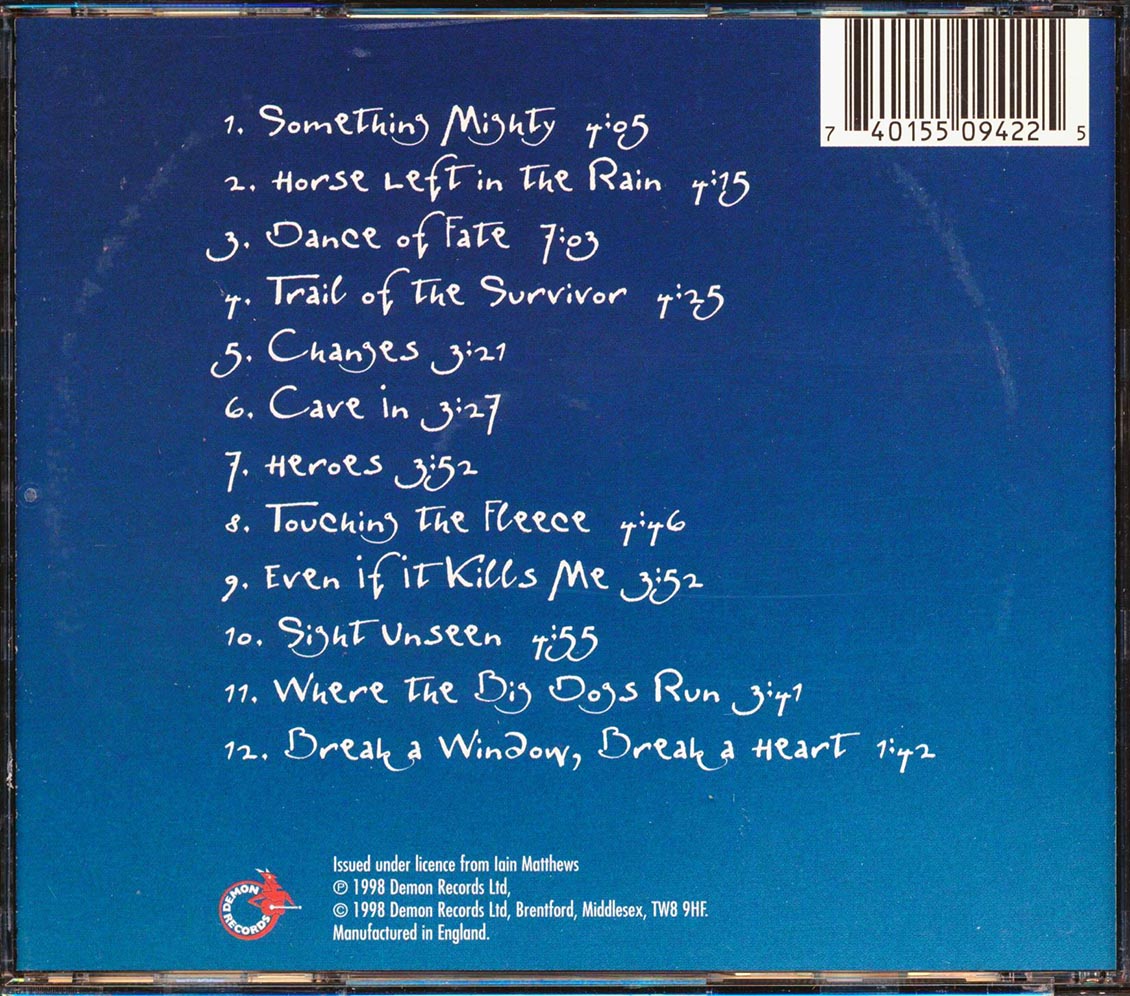 1. Something Mighty 4:05
2. Horse Left in the Rain 4:15
3. Dance of Fate 7:03
4. Trail of the Survivor 4:25
5. Changes 3:21
6. Cave in 3:27
7. Heroes 3:52
8. Touching the Fleece 4:46
9. Even if it Kills Me 3:52
10. Sight Unseen 4:55
11. Where the Big Dogs Run 3:41
12. Break a Window, Break a Heart 1:42
7 40155 09422 5
DEMON
RECORDS
Issued under licence from Iain Matthews
℗ 1998 Demon Records Ltd,
© 1998 Demon Records Ltd, Brentford, Middlesex, TW8 9HF.
Manufactured in England.